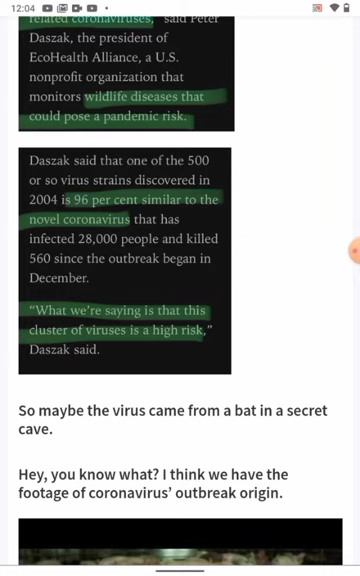 12:04
related coronaviruses," said Peter
Daszak, the president of
EcoHealth Alliance, a U.S.
nonprofit organization that
monitors wildlife diseases that
could pose a pandemic risk.
Daszak said that one of the 500
or so virus strains discovered in
2004 is 96 per cent similar to the
novel coronavirus that has
infected 28,000 people and killed
560 since the outbreak began in
December.
“What we’re saying is that this
cluster of viruses is a high risk,”
Daszak said.
So maybe the virus came from a bat in a secret
cave.
Hey, you know what? I think we have the
footage of coronavirus’ outbreak origin.